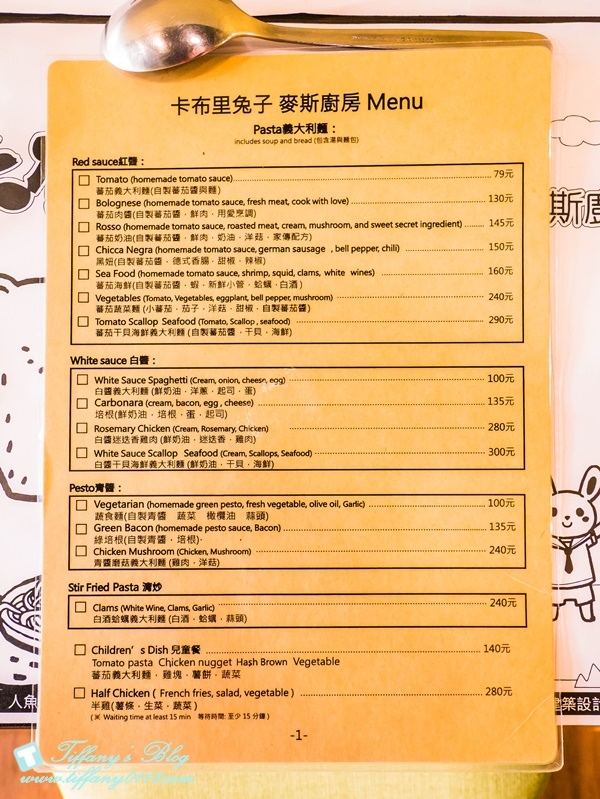 卡布里兔子 麥斯廚房 Menu
Pasta義大利麵：
includes soup and bread (包含湯與麵包)
Red sauce紅醬：
Tomato (homemade tomato sauce) 79元
蕃茄義大利麵(自製蕃茄醬與麵)
Bolognese (homemade tomato sauce, fresh meat, cook with love) 130元
蕃茄肉醬(自製蕃茄醬，鮮肉，用愛烹調)
Rosso (homemade tomato sauce, roasted meat, cream, mushroom, and sweet secret ingredient) 145元
蕃茄奶油(自製蕃茄醬，鮮肉，奶油，洋菇，家傳配方)
Chicca Negra (homemade tomato sauce, german sausage , bell pepper, chili) 150元
黑妞(自製蕃茄醬，德式香腸，甜椒，辣椒)
Sea Food (homemade tomato sauce, shrimp, squid, clams, white wines) 160元
蕃茄海鮮(自製蕃茄醬，蝦，新鮮小管，蛤蠣，白酒)
Vegetables (Tomato, Vegetables, eggplant, bell pepper, mushroom) 240元
蕃茄蔬菜麵 (小蕃茄，茄子，洋菇，甜椒，自製蕃茄醬)
Tomato Scallop Seafood (Tomato, Scallop , seafood) 290元
蕃茄干貝海鮮義大利麵 (自製蕃茄醬，干貝，海鮮)
White sauce 白醬：
White Sauce Spaghetti (Cream, onion, cheese, egg) 100元
白醬義大利麵 (鮮奶油，洋蔥，起司，蛋)
Carbonara (cream, bacon, egg , cheese) 135元
培根(鮮奶油，培根，蛋，起司)
Rosemary Chicken (Cream, Rosemary, Chicken) 280元
白醬迷迭香雞肉 (鮮奶油，迷迭香，雞肉)
White Sauce Scallop Seafood (Cream, Scallops, Seafood) 300元
白醬干貝海鮮義大利麵 (鮮奶油，干貝，海鮮)
Pesto青醬：
Vegetarian (homemade green pesto, fresh vegetable, olive oil, Garlic) 100元
蔬食麵(自製青醬 蔬菜 橄欖油 蒜頭)
Green Bacon (homemade pesto sauce, Bacon) 135元
綠培根(自製青醬，培根)
Chicken Mushroom (Chicken, Mushroom) 240元
青醬磨菇義大利麵 (雞肉，洋菇)
Stir Fried Pasta 清炒
Clams (White Wine, Clams, Garlic) 240元
白酒蛤蠣義大利麵 (白酒，蛤蠣，蒜頭)
Children's Dish 兒童餐 140元
Tomato pasta Chicken nugget Hash Brown Vegetable
蕃茄義大利麵，雞塊，薯餅，蔬菜
Half Chicken ( French fries, salad, vegetable ) 280元
半雞(薯條，生菜，蔬菜)
(※ Waiting time at least 15 min 等待時間: 至少 15 分鐘)
-1-
斯廚
人魚
建築設計
Tiffany's Blog